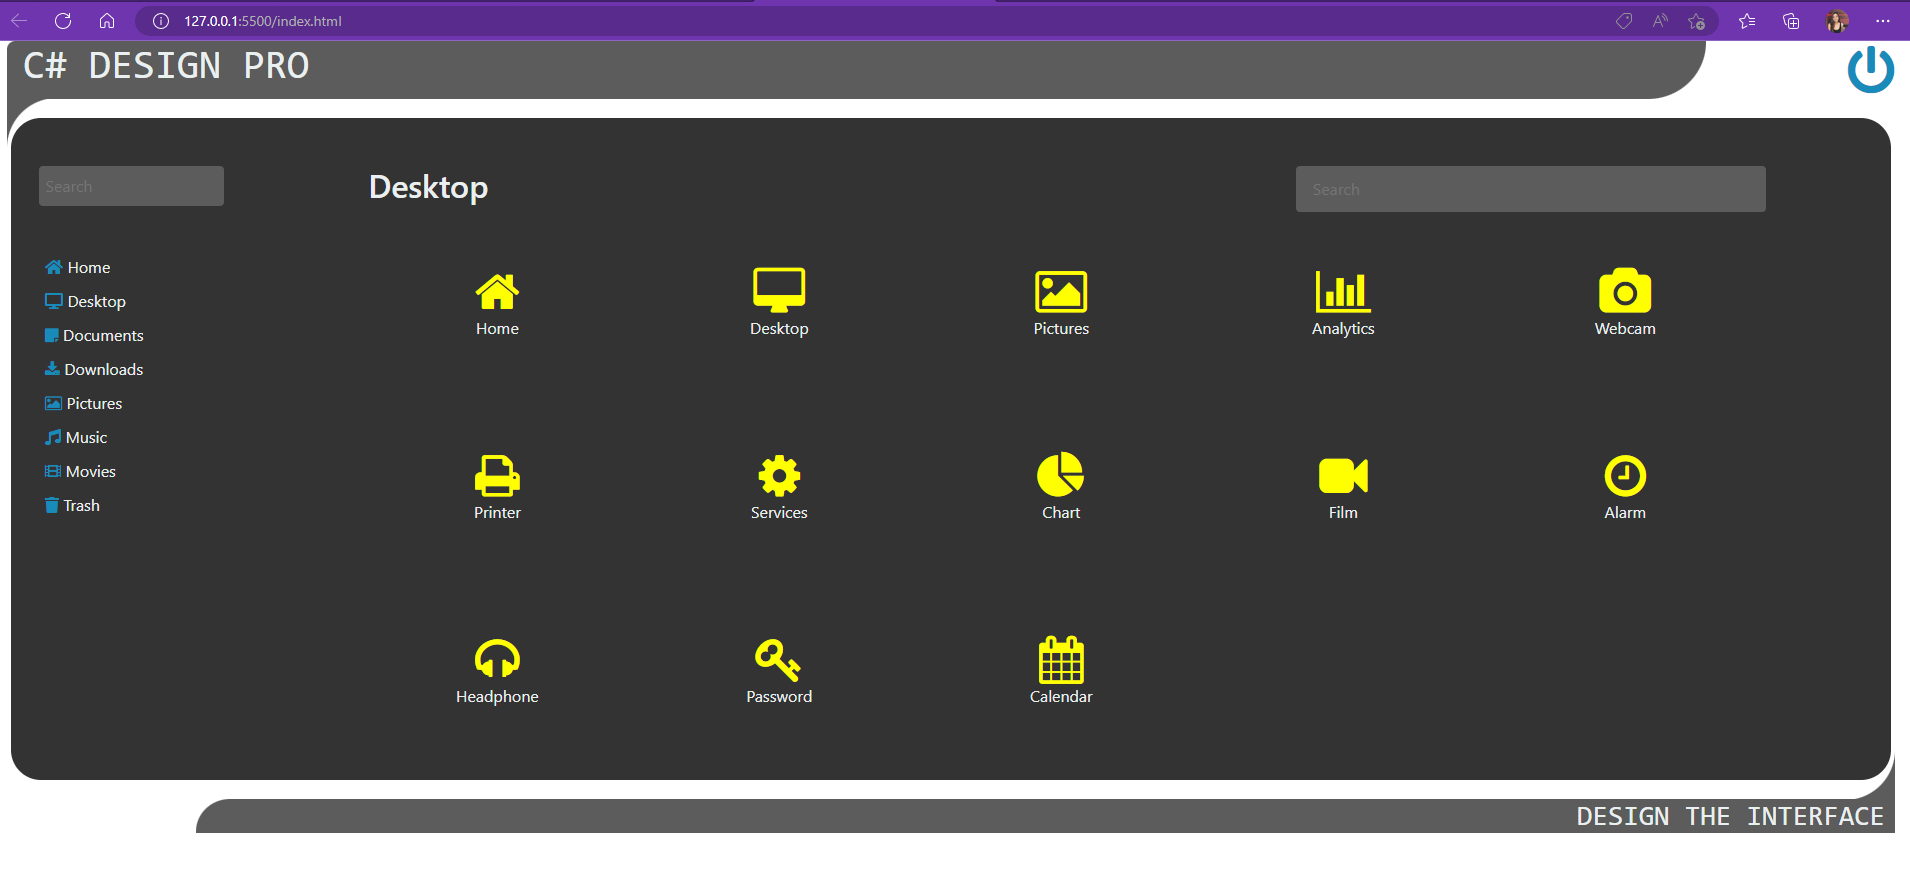 127.0.0.1:5500/index.html
C# DESIGN PRO
Search
Desktop
Search
Home
Desktop
Documents
Downloads
Pictures
Music
Movies
Trash
Home
Desktop
Pictures
Analytics
Webcam
Printer
Services
Chart
Film
Alarm
Headphone
Password
Calendar
DESIGN THE INTERFACE